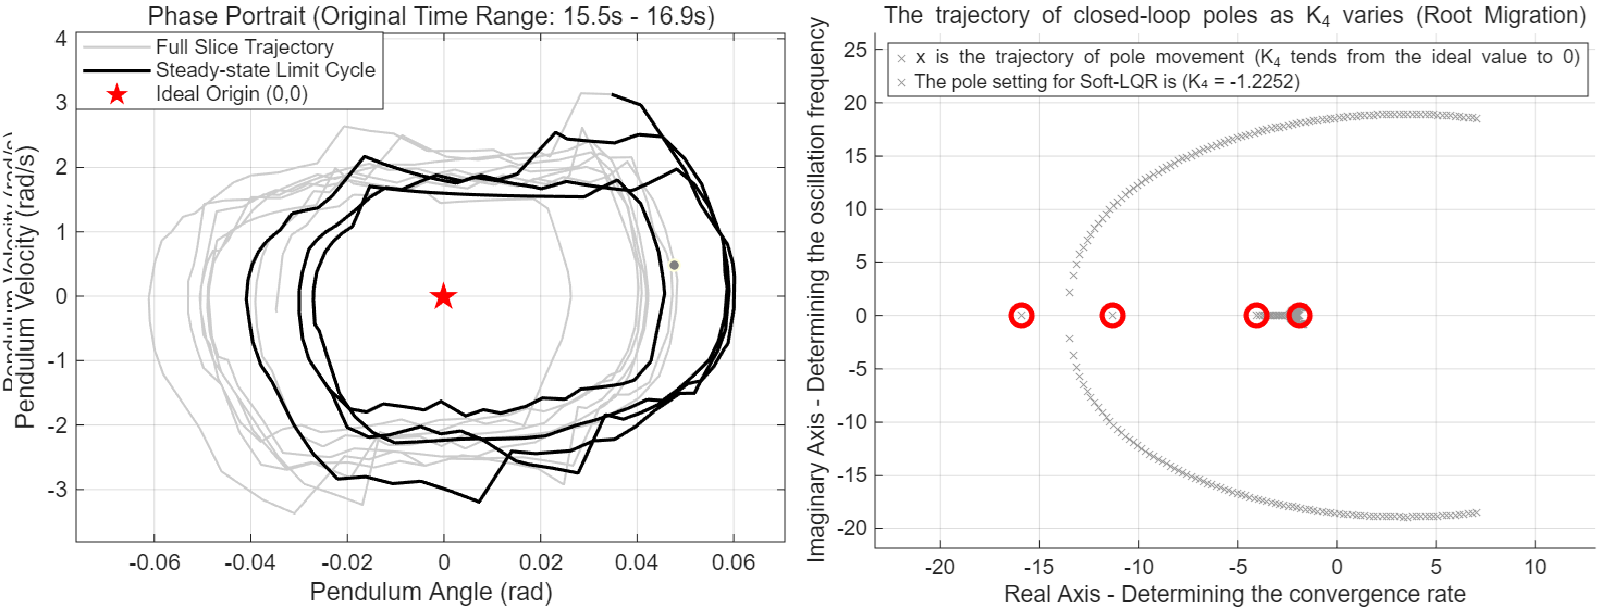 Phase Portrait (Original Time Range: 15.5s - 16.9s)
Full Slice Trajectory
Steady-state Limit Cycle
Ideal Origin (0,0)
4
3
2
1
0
-1
-2
-3
Pendulum Velocity (rad/s)
Pendulum Velocity (rad/s)
-0.06
-0.04
-0.02
0
0.02
0.04
0.06
Pendulum Angle (rad)
The trajectory of closed-loop poles as K₄ varies (Root Migration)
x is the trajectory of pole movement (K₄ tends from the ideal value to 0)
The pole setting for Soft-LQR is (K₄ = -1.2252)
25
20
15
10
5
0
-5
-10
-15
-20
Imaginary Axis - Determining the oscillation frequency
-20
-15
-10
-5
0
5
10
Real Axis - Determining the convergence rate